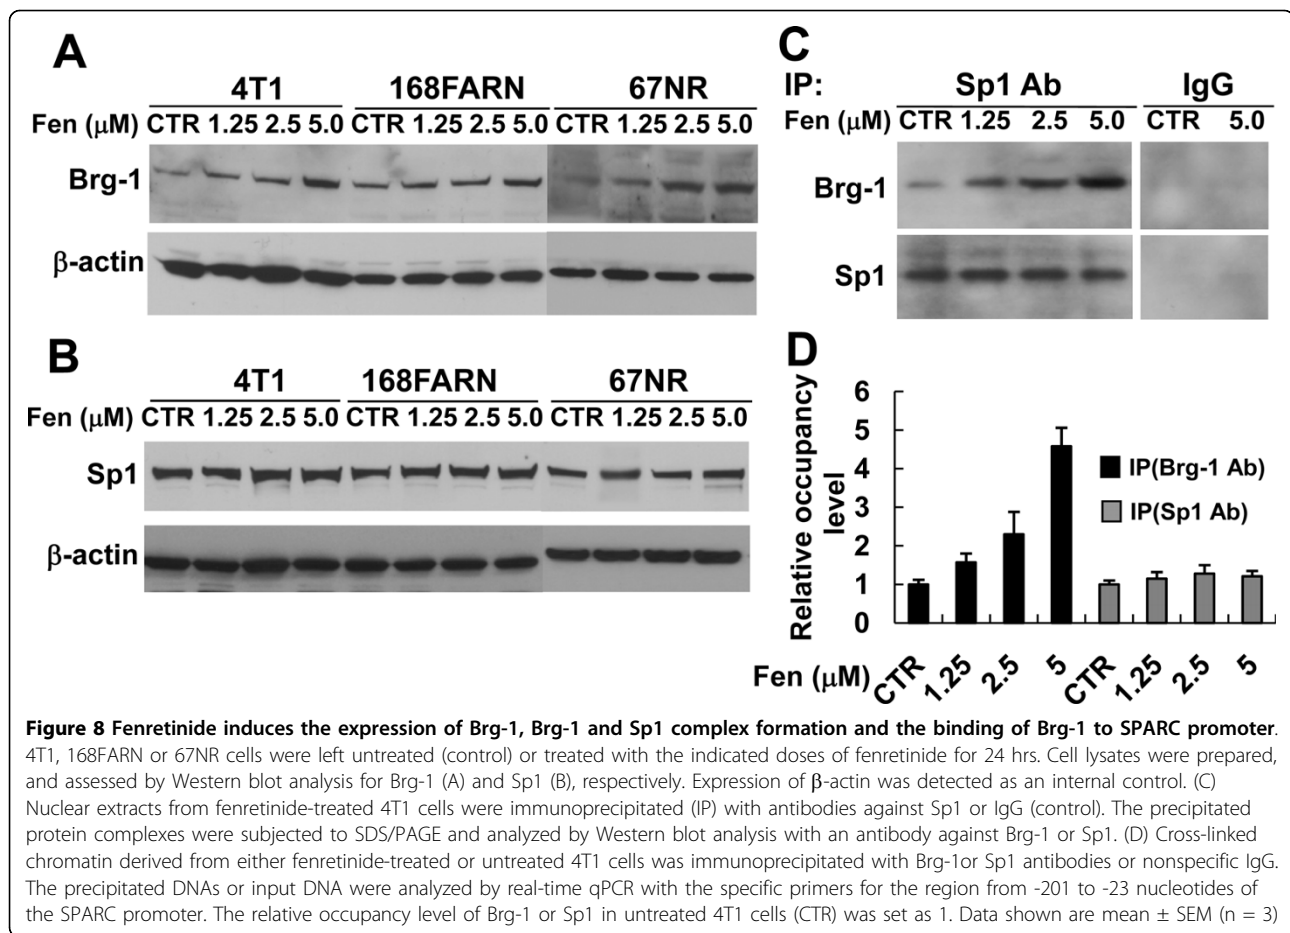 A
4T1 168FARN 67NR
Fen (μM) CTR 1.25 2.5 5.0 CTR 1.25 2.5 5.0 CTR 1.25 2.5 5.0
Brg-1
β-actin
B
4T1 168FARN 67NR
Fen (μM) CTR 1.25 2.5 5.0 CTR 1.25 2.5 5.0 CTR 1.25 2.5 5.0
Sp1
β-actin
C
IP: Sp1 Ab IgG
Fen (μM) CTR 1.25 2.5 5.0 CTR 5.0
Brg-1
Sp1
D
Relative occupancy
level
6
5
4
3
2
1
0
IP(Brg-1 Ab)
IP(Sp1 Ab)
Fen (μM) CTR 1.25 2.5 5 CTR 1.25 2.5 5
Figure 8 Fenretinide induces the expression of Brg-1, Brg-1 and Sp1 complex formation and the binding of Brg-1 to SPARC promoter.
4T1, 168FARN or 67NR cells were left untreated (control) or treated with the indicated doses of fenretinide for 24 hrs. Cell lysates were prepared,
and assessed by Western blot analysis for Brg-1 (A) and Sp1 (B), respectively. Expression of β-actin was detected as an internal control. (C)
Nuclear extracts from fenretinide-treated 4T1 cells were immunoprecipitated (IP) with antibodies against Sp1 or IgG (control). The precipitated
protein complexes were subjected to SDS/PAGE and analyzed by Western blot analysis with an antibody against Brg-1 or Sp1. (D) Cross-linked
chromatin derived from either fenretinide-treated or untreated 4T1 cells was immunoprecipitated with Brg-1or Sp1 antibodies or nonspecific IgG.
The precipitated DNAs or input DNA were analyzed by real-time qPCR with the specific primers for the region from -201 to -23 nucleotides of
the SPARC promoter. The relative occupancy level of Brg-1 or Sp1 in untreated 4T1 cells (CTR) was set as 1. Data shown are mean ± SEM (n = 3)